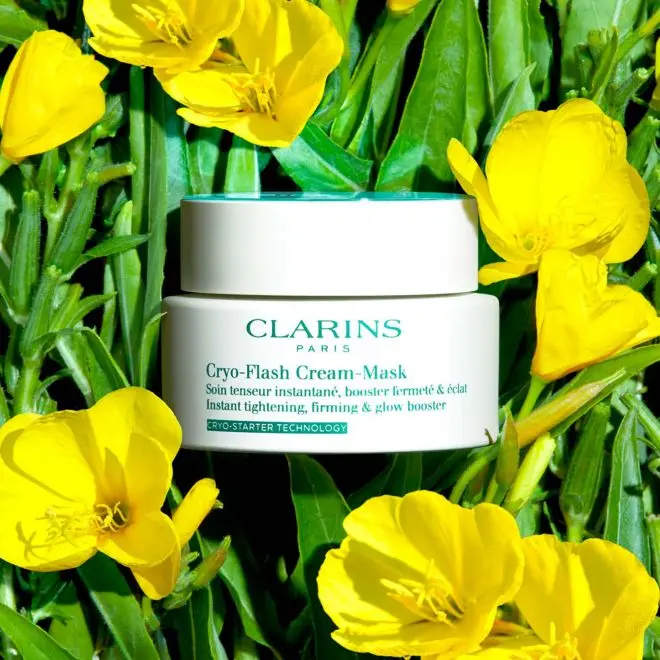 CLARINS
PARIS
Cryo-Flash Cream-Mask
Soin tenseur instantané, booster fermeté & éclat
Instant tightening, firming & glow booster
CRYO-STARTER TECHNOLOGY